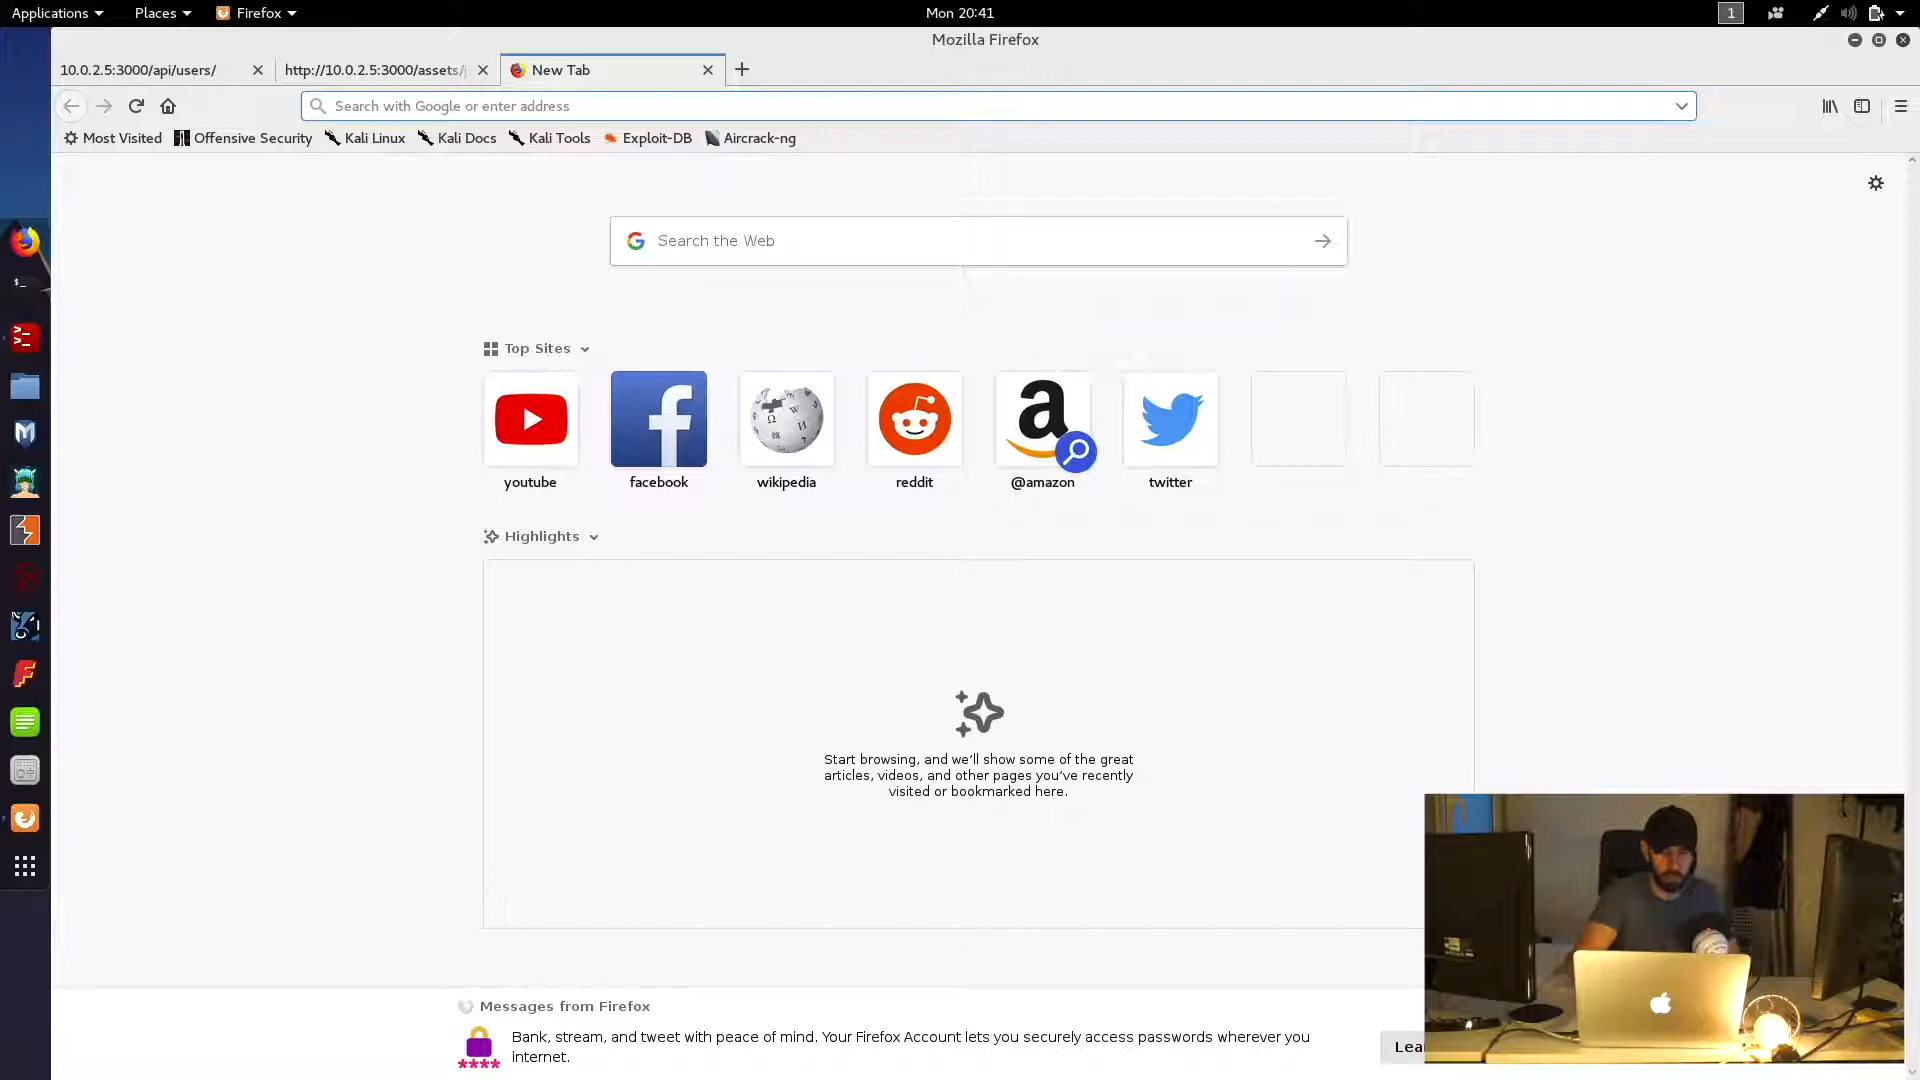 Applications Places Firefox Mon 20:41 1
Mozilla Firefox
10.0.2.5:3000/api/users/ http://10.0.2.5:3000/assets/ New Tab
Search with Google or enter address
Most Visited Offensive Security Kali Linux Kali Docs Kali Tools Exploit-DB Aircrack-ng
Search the Web
Top Sites
youtube facebook wikipedia reddit @amazon twitter
Highlights
Start browsing, and we'll show some of the great
articles, videos, and other pages you've recently
visited or bookmarked here.
Messages from Firefox
Bank, stream, and tweet with peace of mind. Your Firefox Account lets you securely access passwords wherever you
internet.
Lea